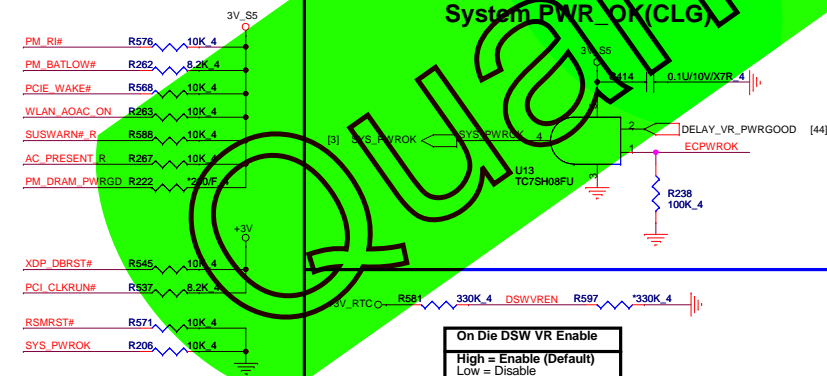 System PWR_OK(CLG)
3V_S5
PM_RI# R576 10K_4
PM_BATLOW# R262 8.2K_4
PCIE_WAKE# R568 10K_4
WLAN_AOAC_ON R263 10K_4
SUSWARN#_R R588 10K_4
AC_PRESENT_R R267 10K_4
PM_DRAM_PWRGD R222
+3V
XDP_DBRST# R545 10K_4
PCI_CLKRUN# R537 8.2K_4
RSMRST# R571 10K_4
SYS_PWROK R206 10K_4
3V_S5
C414 0.1U/10V/X7R_4
[3] SYS_PWROK SYS_PWROK 4
2 DELAY_VR_PWRGOOD [44]
1 ECPWROK
3
U13
TC7SH08FU
R238
100K_4
+3V_RTC R581 330K_4 DSWVREN R597 *330K_4
On Die DSW VR Enable
High = Enable (Default)
Low = Disable
Quan